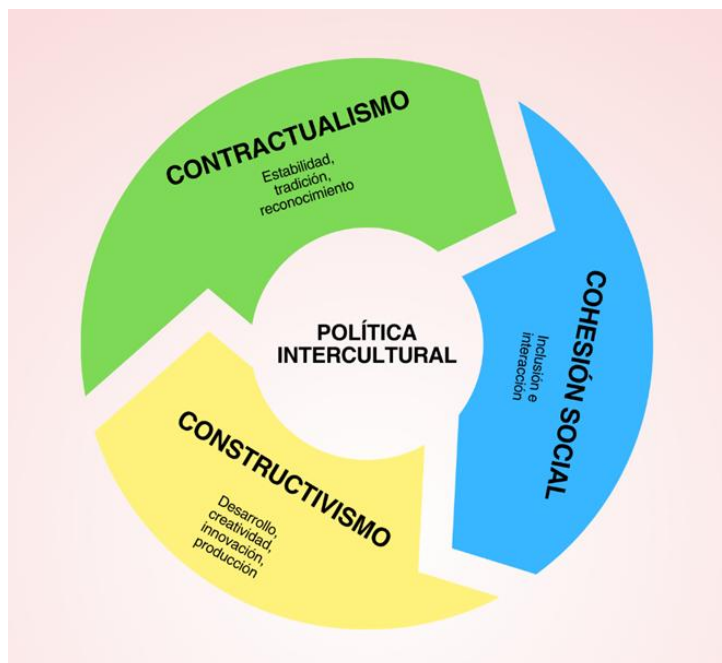 CONTRACTUALISMO
Estabilidad,
tradición,
reconocimiento
COHESIÓN SOCIAL
Inclusión e
interacción
POLÍTICA
INTERCULTURAL
CONSTRUCTIVISMO
Desarrollo,
creatividad,
innovación,
producción